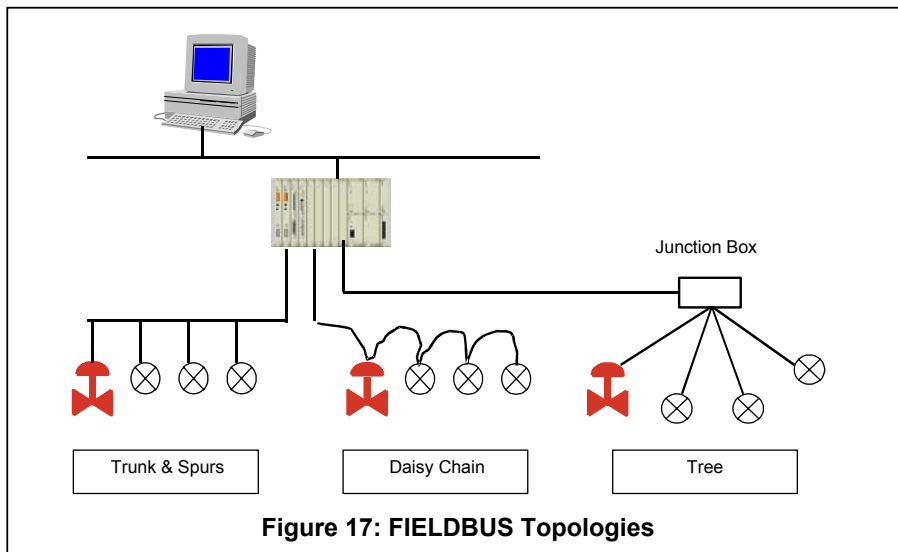 Junction Box
Trunk & Spurs
Daisy Chain
Tree
Figure 17: FIELDBUS Topologies